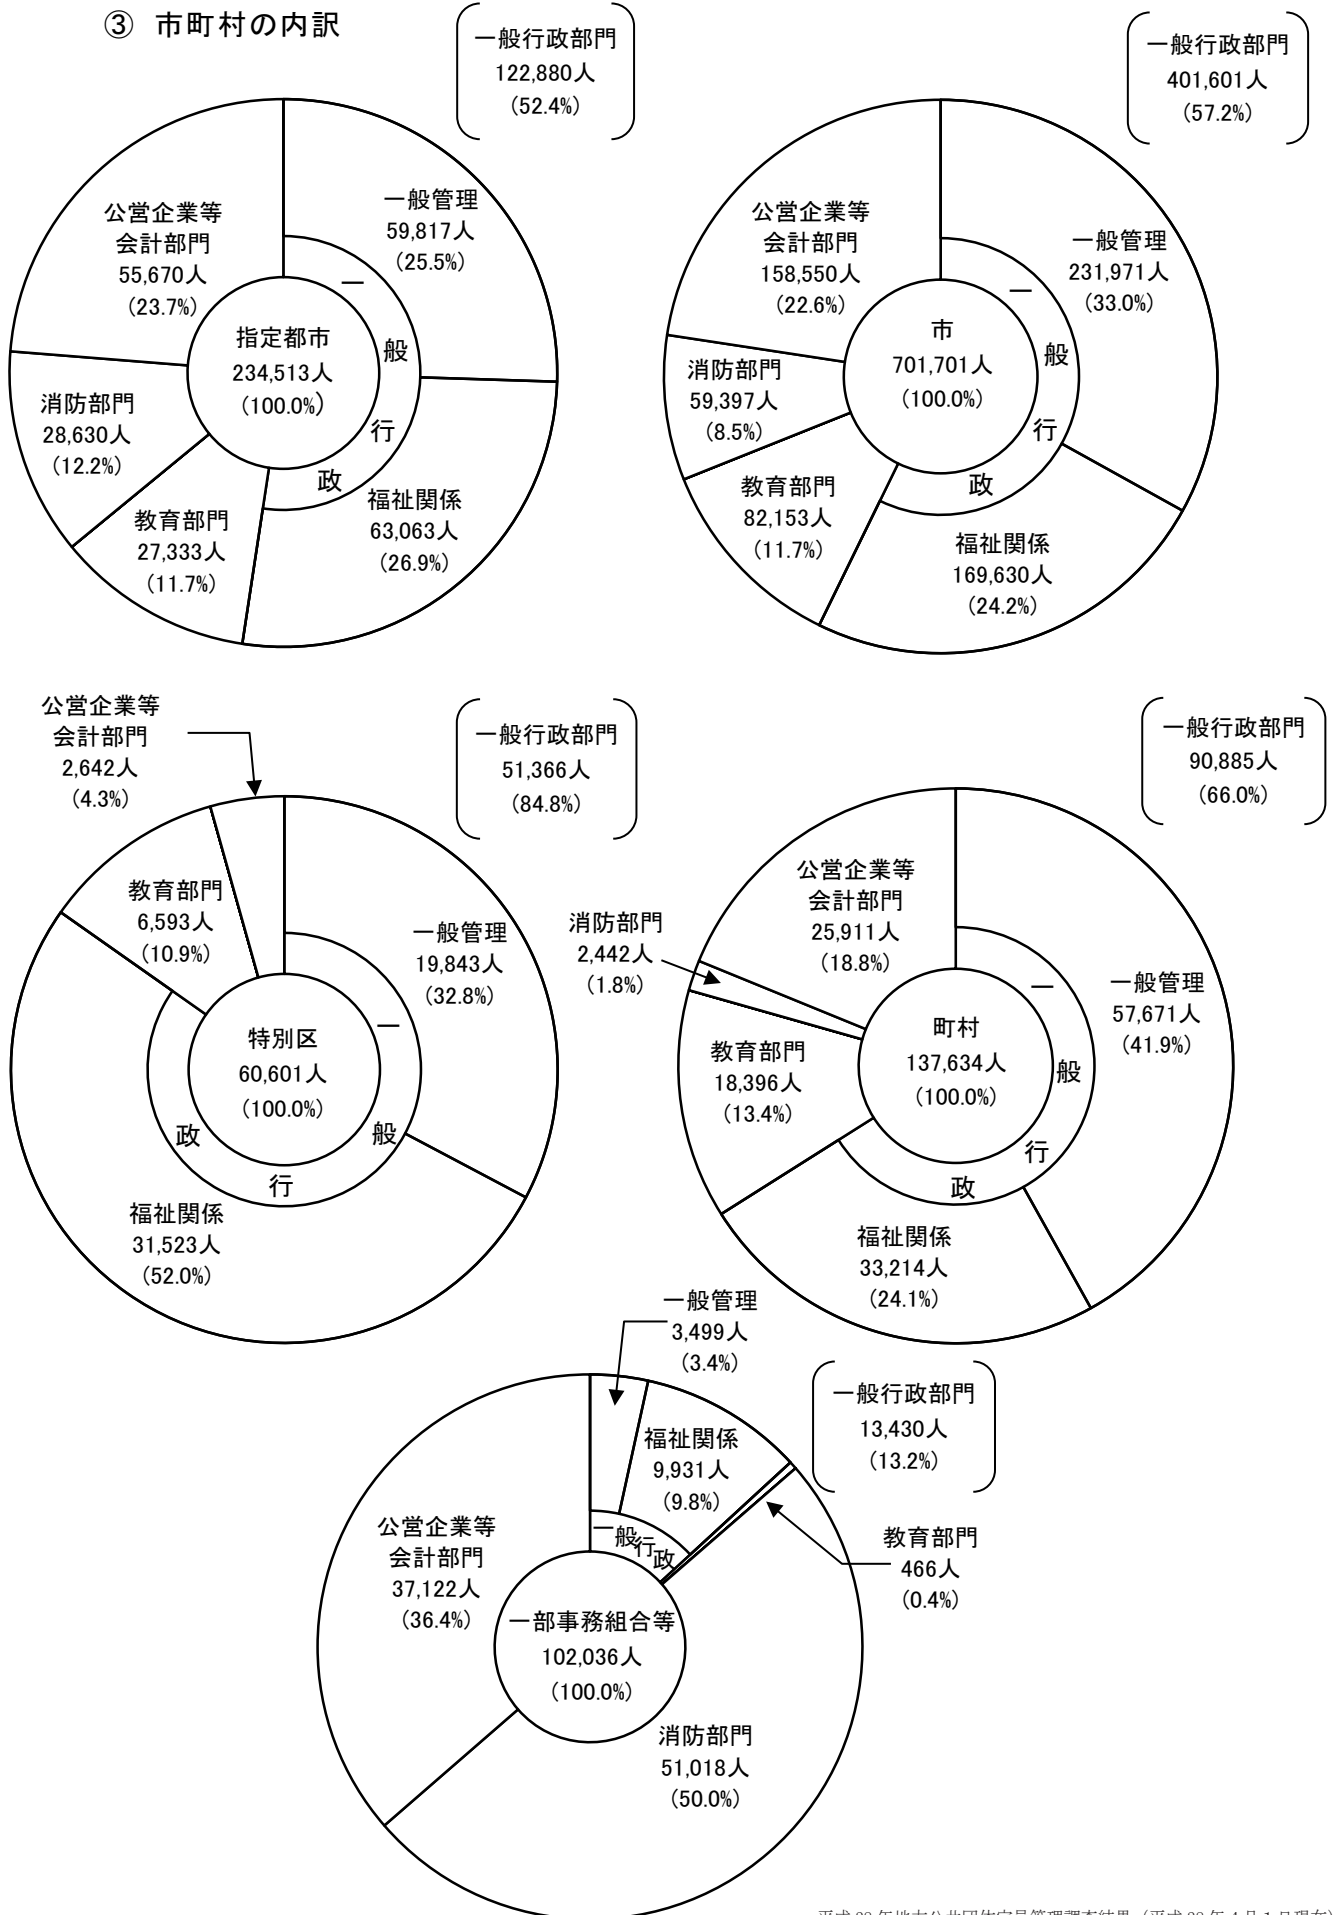 ③ 市町村の内訳
一般行政部門
122,880人
(52.4%)
公営企業等
会計部門
55,670人
(23.7%)
一般管理
59,817人
(25.5%)
指定都市
234,513人
(100.0%)
一
般
行
政
消防部門
28,630人
(12.2%)
教育部門
27,333人
(11.7%)
福祉関係
63,063人
(26.9%)
一般行政部門
401,601人
(57.2%)
公営企業等
会計部門
158,550人
(22.6%)
一般管理
231,971人
(33.0%)
市
701,701人
(100.0%)
一
般
行
政
消防部門
59,397人
(8.5%)
教育部門
82,153人
(11.7%)
福祉関係
169,630人
(24.2%)
公営企業等
会計部門
2,642人
(4.3%)
一般行政部門
51,366人
(84.8%)
教育部門
6,593人
(10.9%)
一般管理
19,843人
(32.8%)
特別区
60,601人
(100.0%)
一
般
行
政
福祉関係
31,523人
(52.0%)
一般行政部門
90,885人
(66.0%)
公営企業等
会計部門
25,911人
(18.8%)
消防部門
2,442人
(1.8%)
一般管理
57,671人
(41.9%)
町村
137,634人
(100.0%)
一
般
行
政
教育部門
18,396人
(13.4%)
福祉関係
33,214人
(24.1%)
一般管理
3,499人
(3.4%)
一般行政部門
13,430人
(13.2%)
福祉関係
9,931人
(9.8%)
一
般
行
政
教育部門
466人
(0.4%)
公営企業等
会計部門
37,122人
(36.4%)
一部事務組合等
102,036人
(100.0%)
消防部門
51,018人
(50.0%)